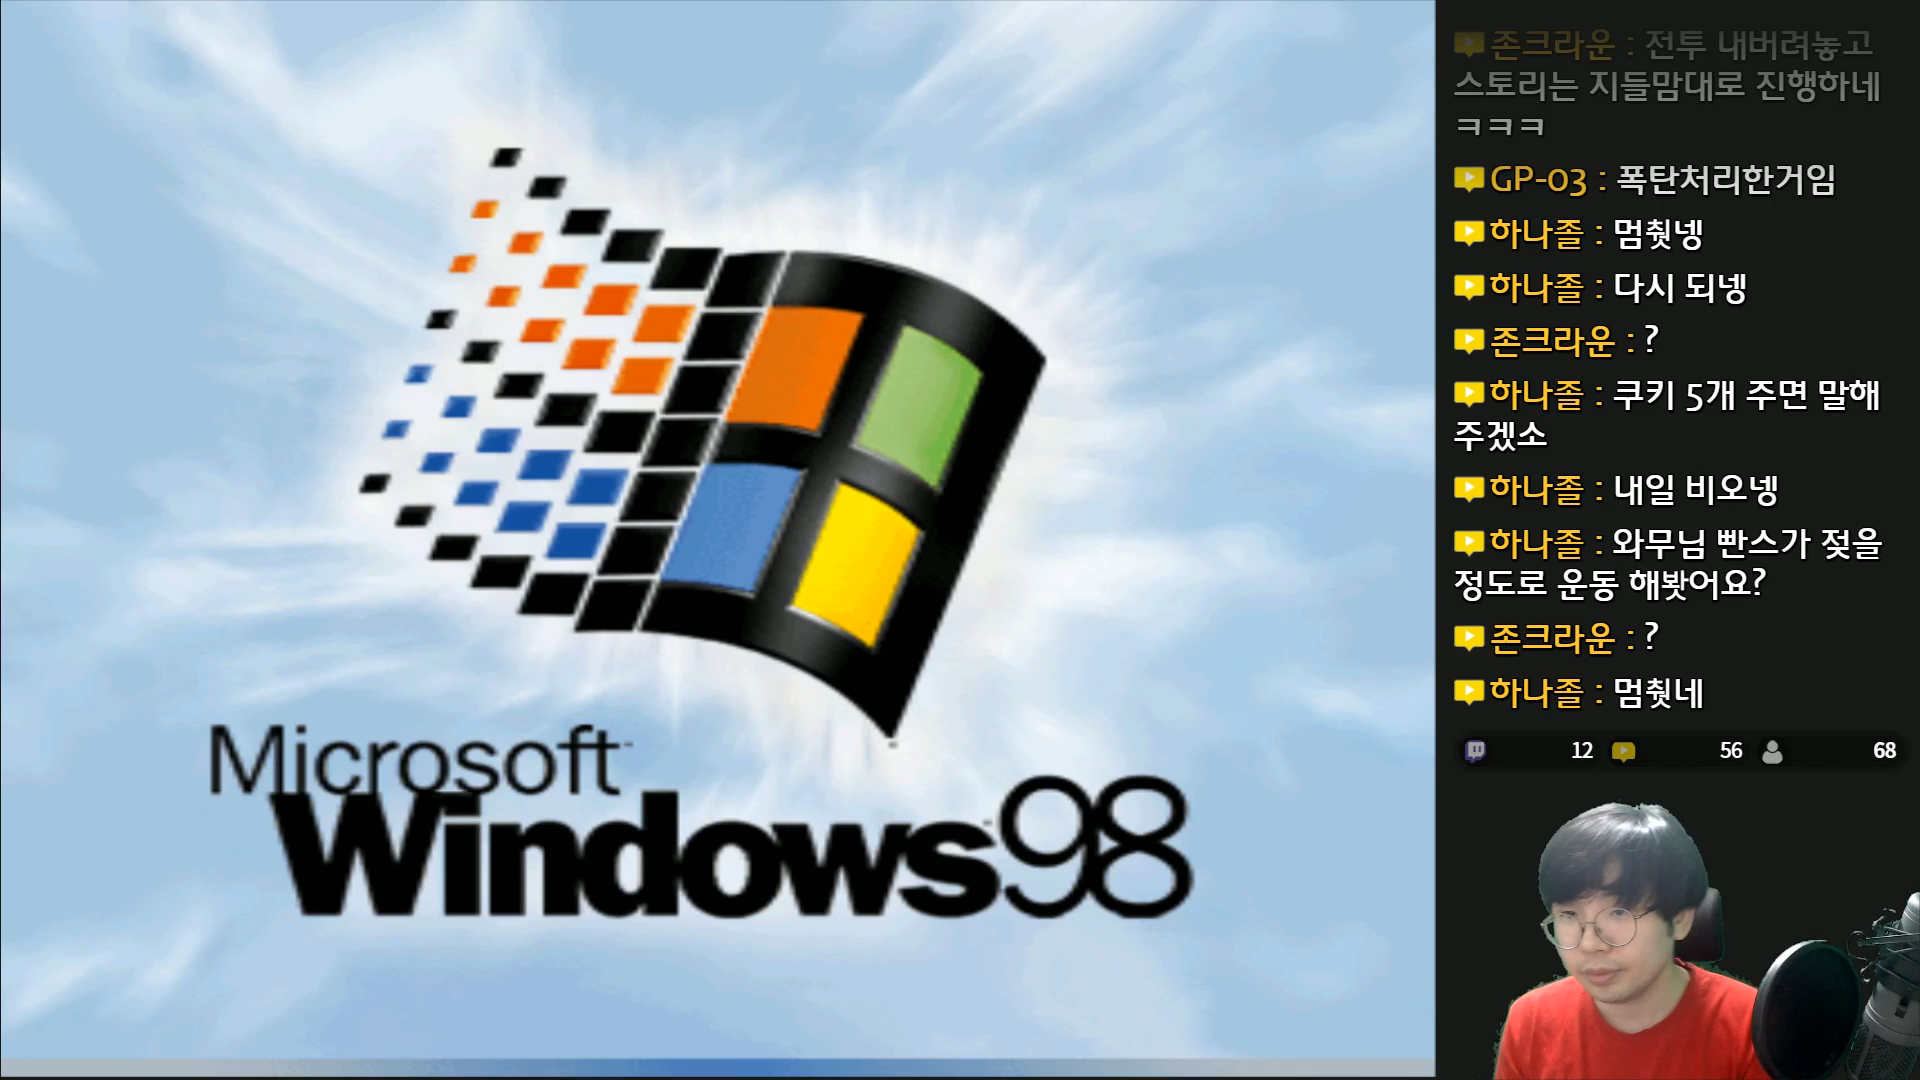 Microsoft
Windows98
존크라운 : 전투 내버려놓고
스토리는 지들맘대로 진행하네
ㅋㅋㅋ
GP-03 : 폭탄처리한거임
하나졸 : 멈췃넹
하나졸 : 다시 되넹
존크라운 : ?
하나졸 : 쿠키 5개 주면 말해
주겠소
하나졸 : 내일 비오넹
하나졸 : 와무님 빤스가 젖을
정도로 운동 해봣어요?
존크라운 : ?
하나졸 : 멈췃네
12 56 68